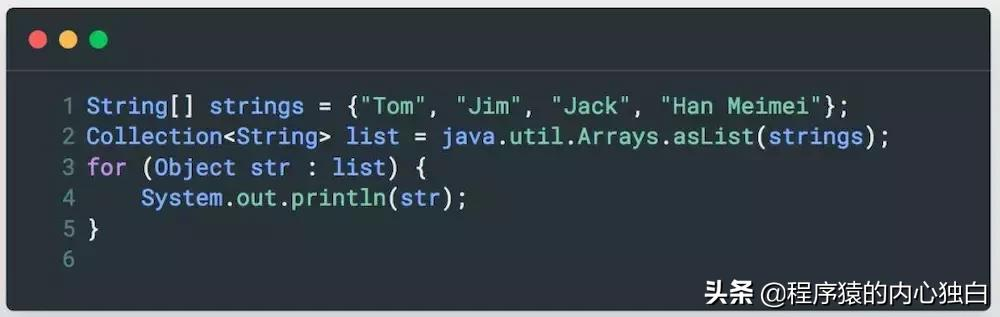 1 String[] strings = {"Tom", "Jim", "Jack", "Han Meimei"};
2 Collection<String> list = java.util.Arrays.asList(strings);
3 for (Object str : list) {
4     System.out.println(str);
5 }
6
头条 @程序猿的内心独白